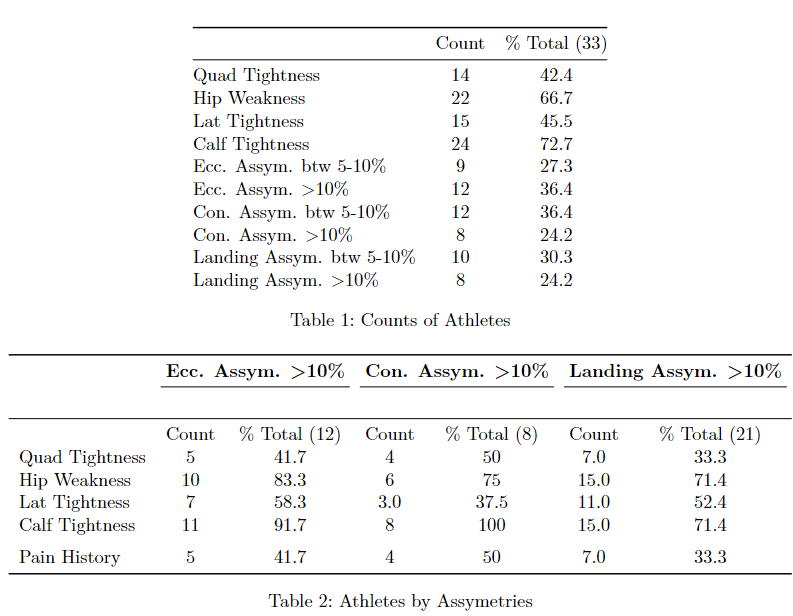 Count % Total (33)
Quad Tightness 14 42.4
Hip Weakness 22 66.7
Lat Tightness 15 45.5
Calf Tightness 24 72.7
Ecc. Assym. btw 5-10% 9 27.3
Ecc. Assym. >10% 12 36.4
Con. Assym. btw 5-10% 12 36.4
Con. Assym. >10% 8 24.2
Landing Assym. btw 5-10% 10 30.3
Landing Assym. >10% 8 24.2
Table 1: Counts of Athletes
Ecc. Assym. >10% Con. Assym. >10% Landing Assym. >10%
Count % Total (12) Count % Total (8) Count % Total (21)
Quad Tightness 5 41.7 4 50 7.0 33.3
Hip Weakness 10 83.3 6 75 15.0 71.4
Lat Tightness 7 58.3 3.0 37.5 11.0 52.4
Calf Tightness 11 91.7 8 100 15.0 71.4
Pain History 5 41.7 4 50 7.0 33.3
Table 2: Athletes by Assymetries